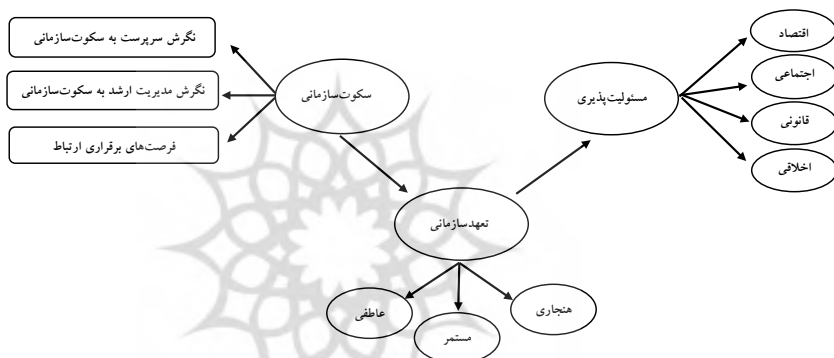 اقتصاد
نگرش سرپرست به سکوت‌سازمانی
اجتماعی
سکوت‌سازمانی
مسئولیت‌پذیری
نگرش مدیریت ارشد به سکوت‌سازمانی
قانونی
فرصت‌های برقراری ارتباط
اخلاقی
تعهدسازمانی
هنجاری
عاطفی
مستمر